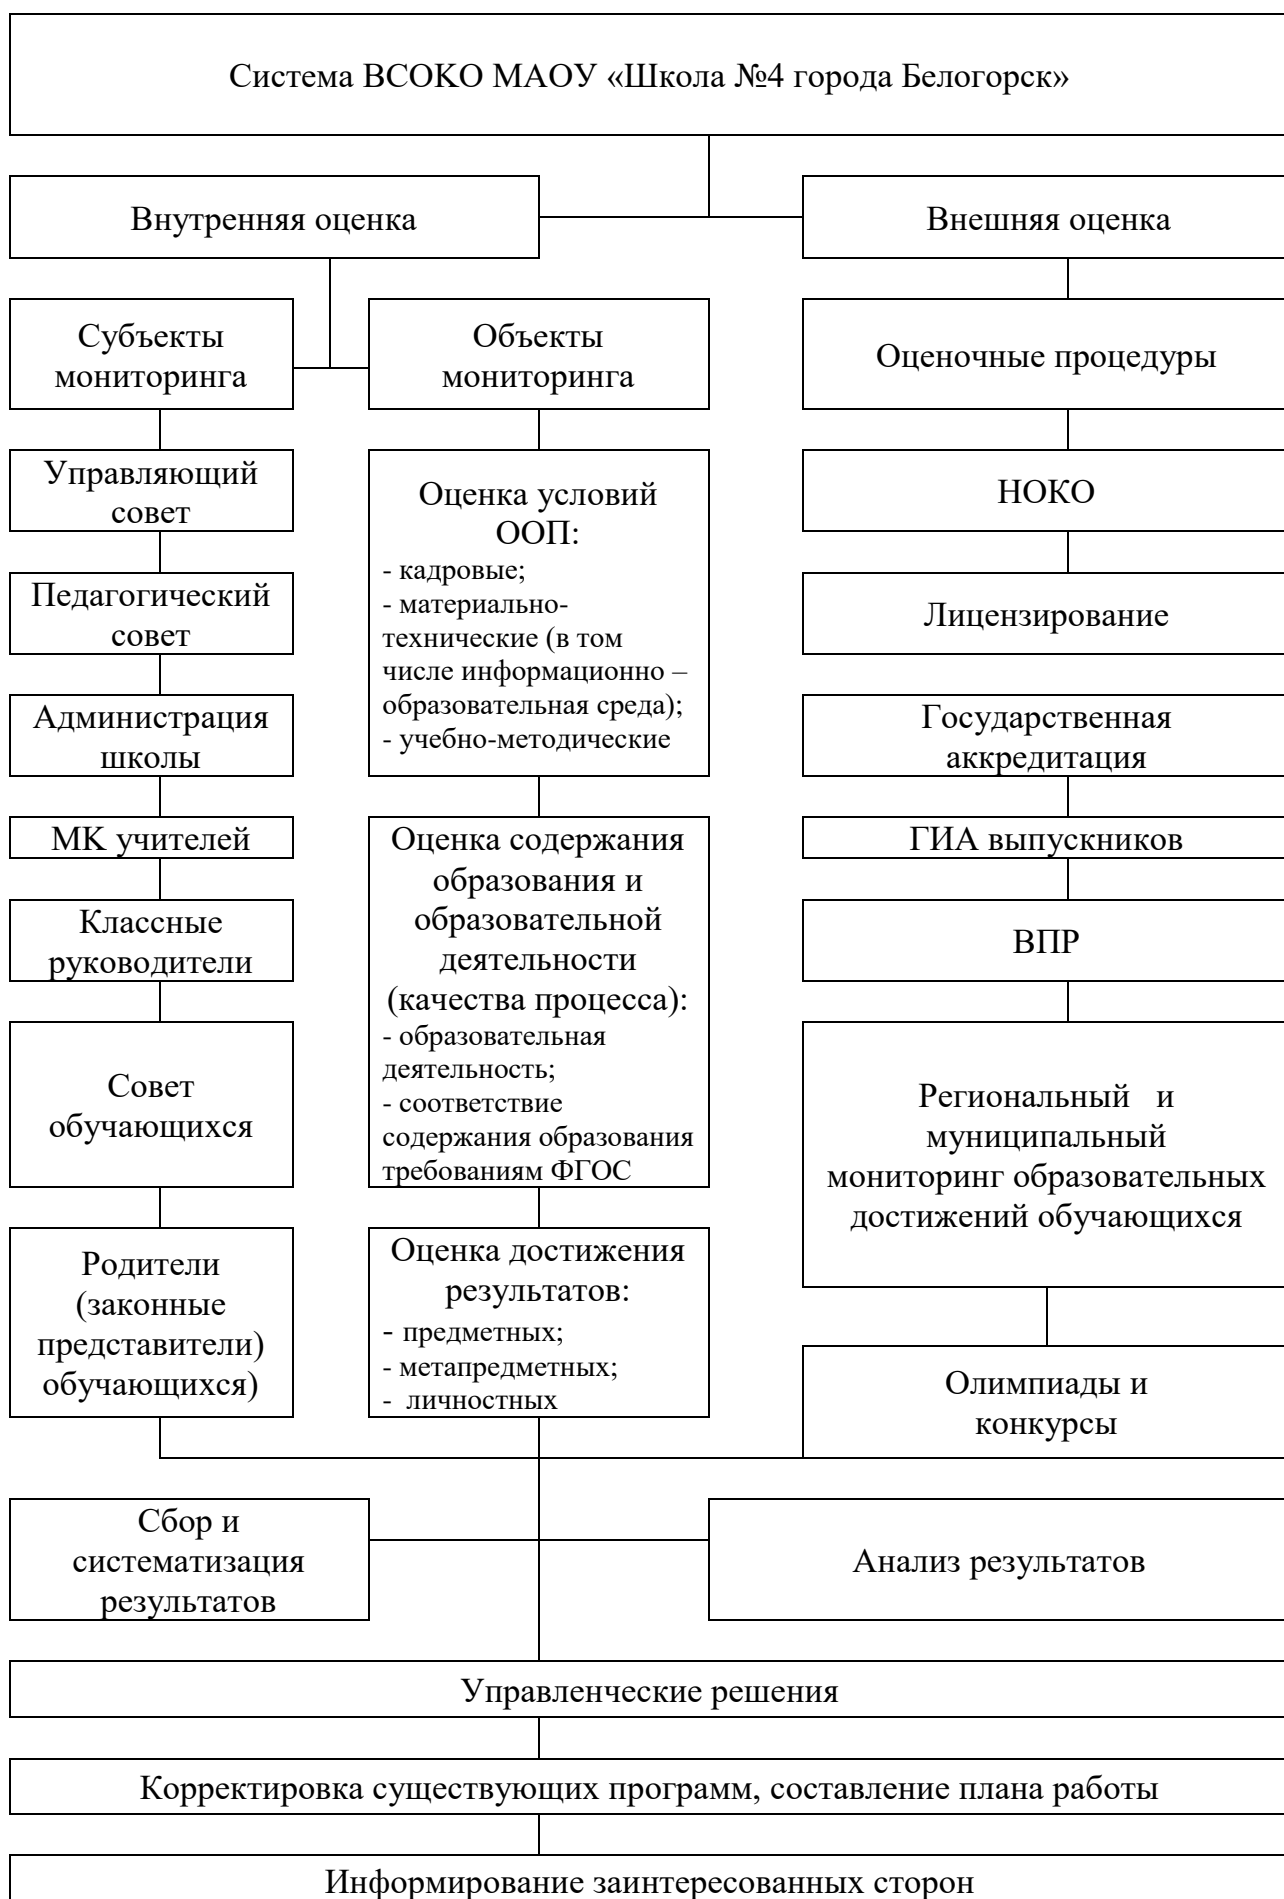 Система ВСОКО МАОУ «Школа №4 города Белогорск»
Внутренняя оценка
Внешняя оценка
Субъекты
мониторинга
Объекты
мониторинга
Оценочные процедуры
Управляющий
совет
Педагогический
совет
Администрация
школы
МК учителей
Классные
руководители
Совет
обучающихся
Родители
(законные
представители)
обучающихся)
Оценка условий
ООП:
- кадровые;
- материально-
технические (в том
числе информационно –
образовательная среда);
- учебно-методические
Оценка содержания
образования и
образовательной
деятельности
(качества процесса):
- образовательная
деятельность;
- соответствие
содержания образования
требованиям ФГОС
Оценка достижения
результатов:
- предметных;
- метапредметных;
- личностных
НОКО
Лицензирование
Государственная
аккредитация
ГИА выпускников
ВПР
Региональный и
муниципальный
мониторинг образовательных
достижений обучающихся
Олимпиады и
конкурсы
Сбор и
систематизация
результатов
Анализ результатов
Управленческие решения
Корректировка существующих программ, составление плана работы
Информирование заинтересованных сторон